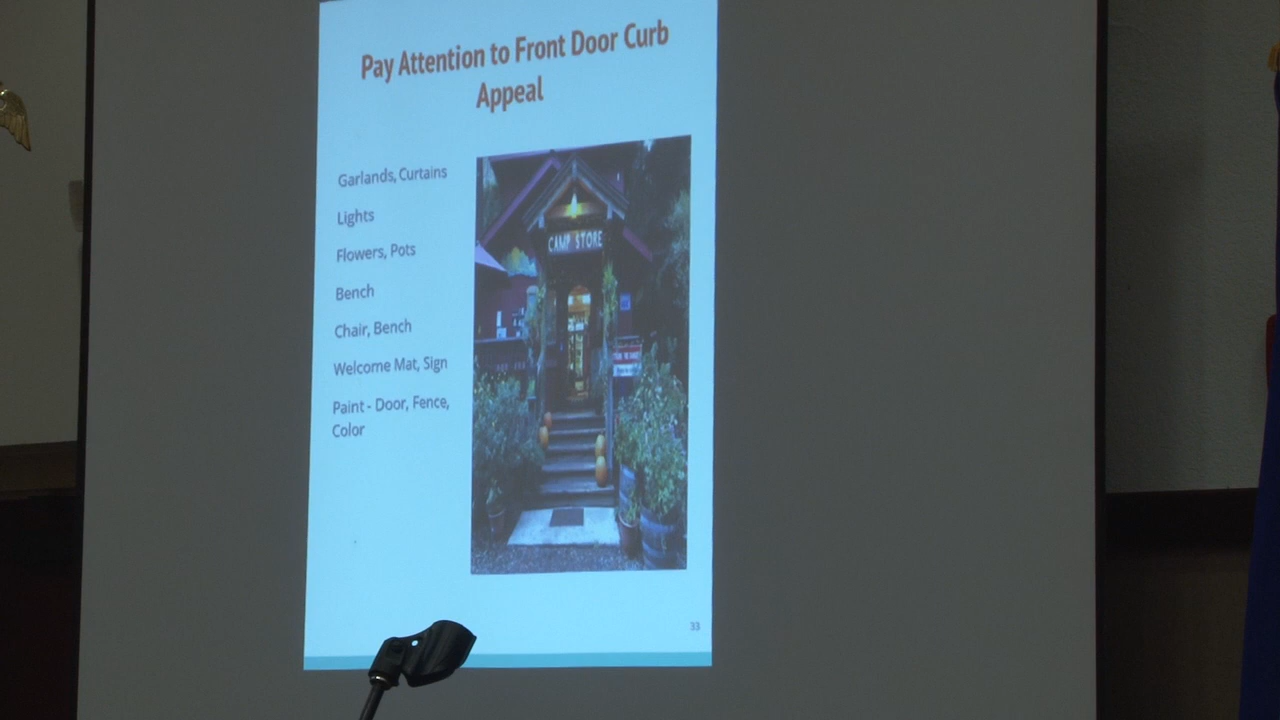 Pay Attention to Front Door Curb
Appeal
Garlands, Curtains
Lights
Flowers, Pots
Bench
Chair, Bench
Welcome Mat, Sign
Paint - Door, Fence,
Color
CAMP STORE
33